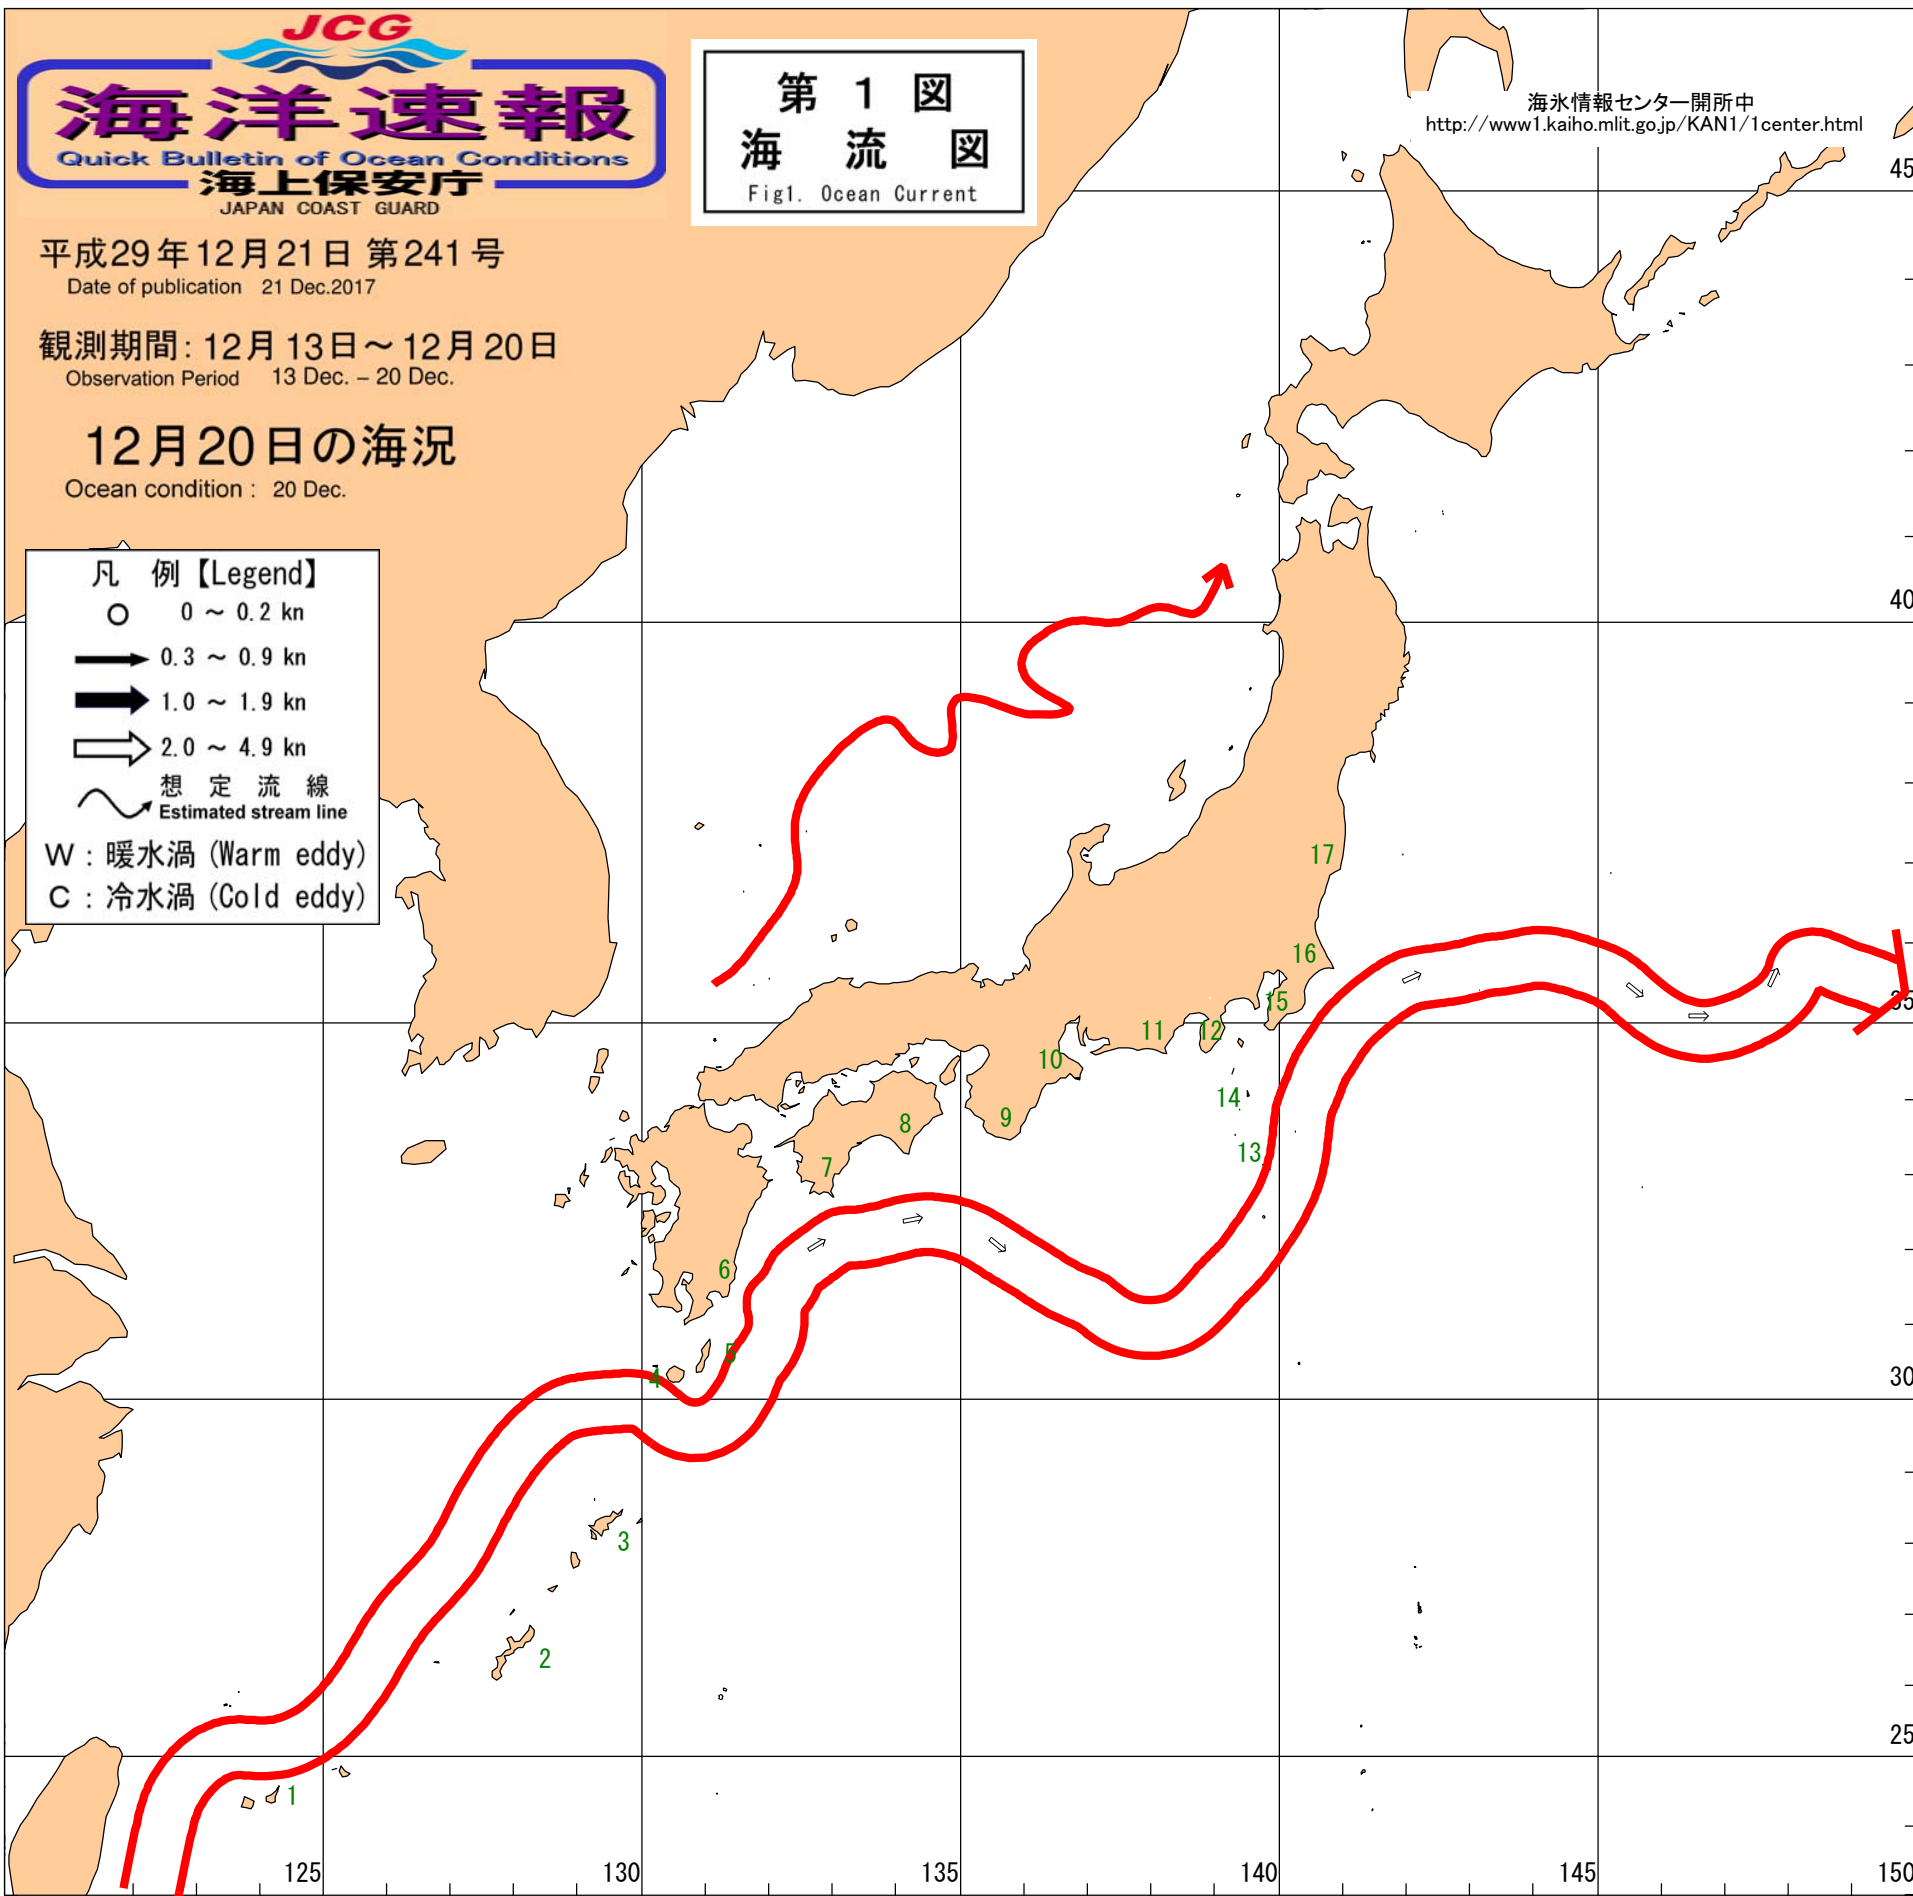 JCG
海洋速報
Quick Bulletin of Ocean Conditions
海上保安庁
JAPAN COAST GUARD
第 1 図
海 流 図
Fig1. Ocean Current
海氷情報センター開所中
http://www1.kaiho.mlit.go.jp/KAN1/1center.html
平成29年12月21日 第241号
Date of publication 21 Dec.2017
観測期間: 12月13日～12月20日
Observation Period 13 Dec. – 20 Dec.
12月20日の海況
Ocean condition : 20 Dec.
凡 例【Legend】
0 ～ 0.2 kn
0.3 ～ 0.9 kn
1.0 ～ 1.9 kn
2.0 ～ 4.9 kn
想 定 流 線
Estimated stream line
W : 暖水渦 (Warm eddy)
C : 冷水渦 (Cold eddy)
45
40
17
16
35
15
12
11
10
14
9
8
13
7
6
5
4
30
3
2
25
1
125
130
135
140
145
150